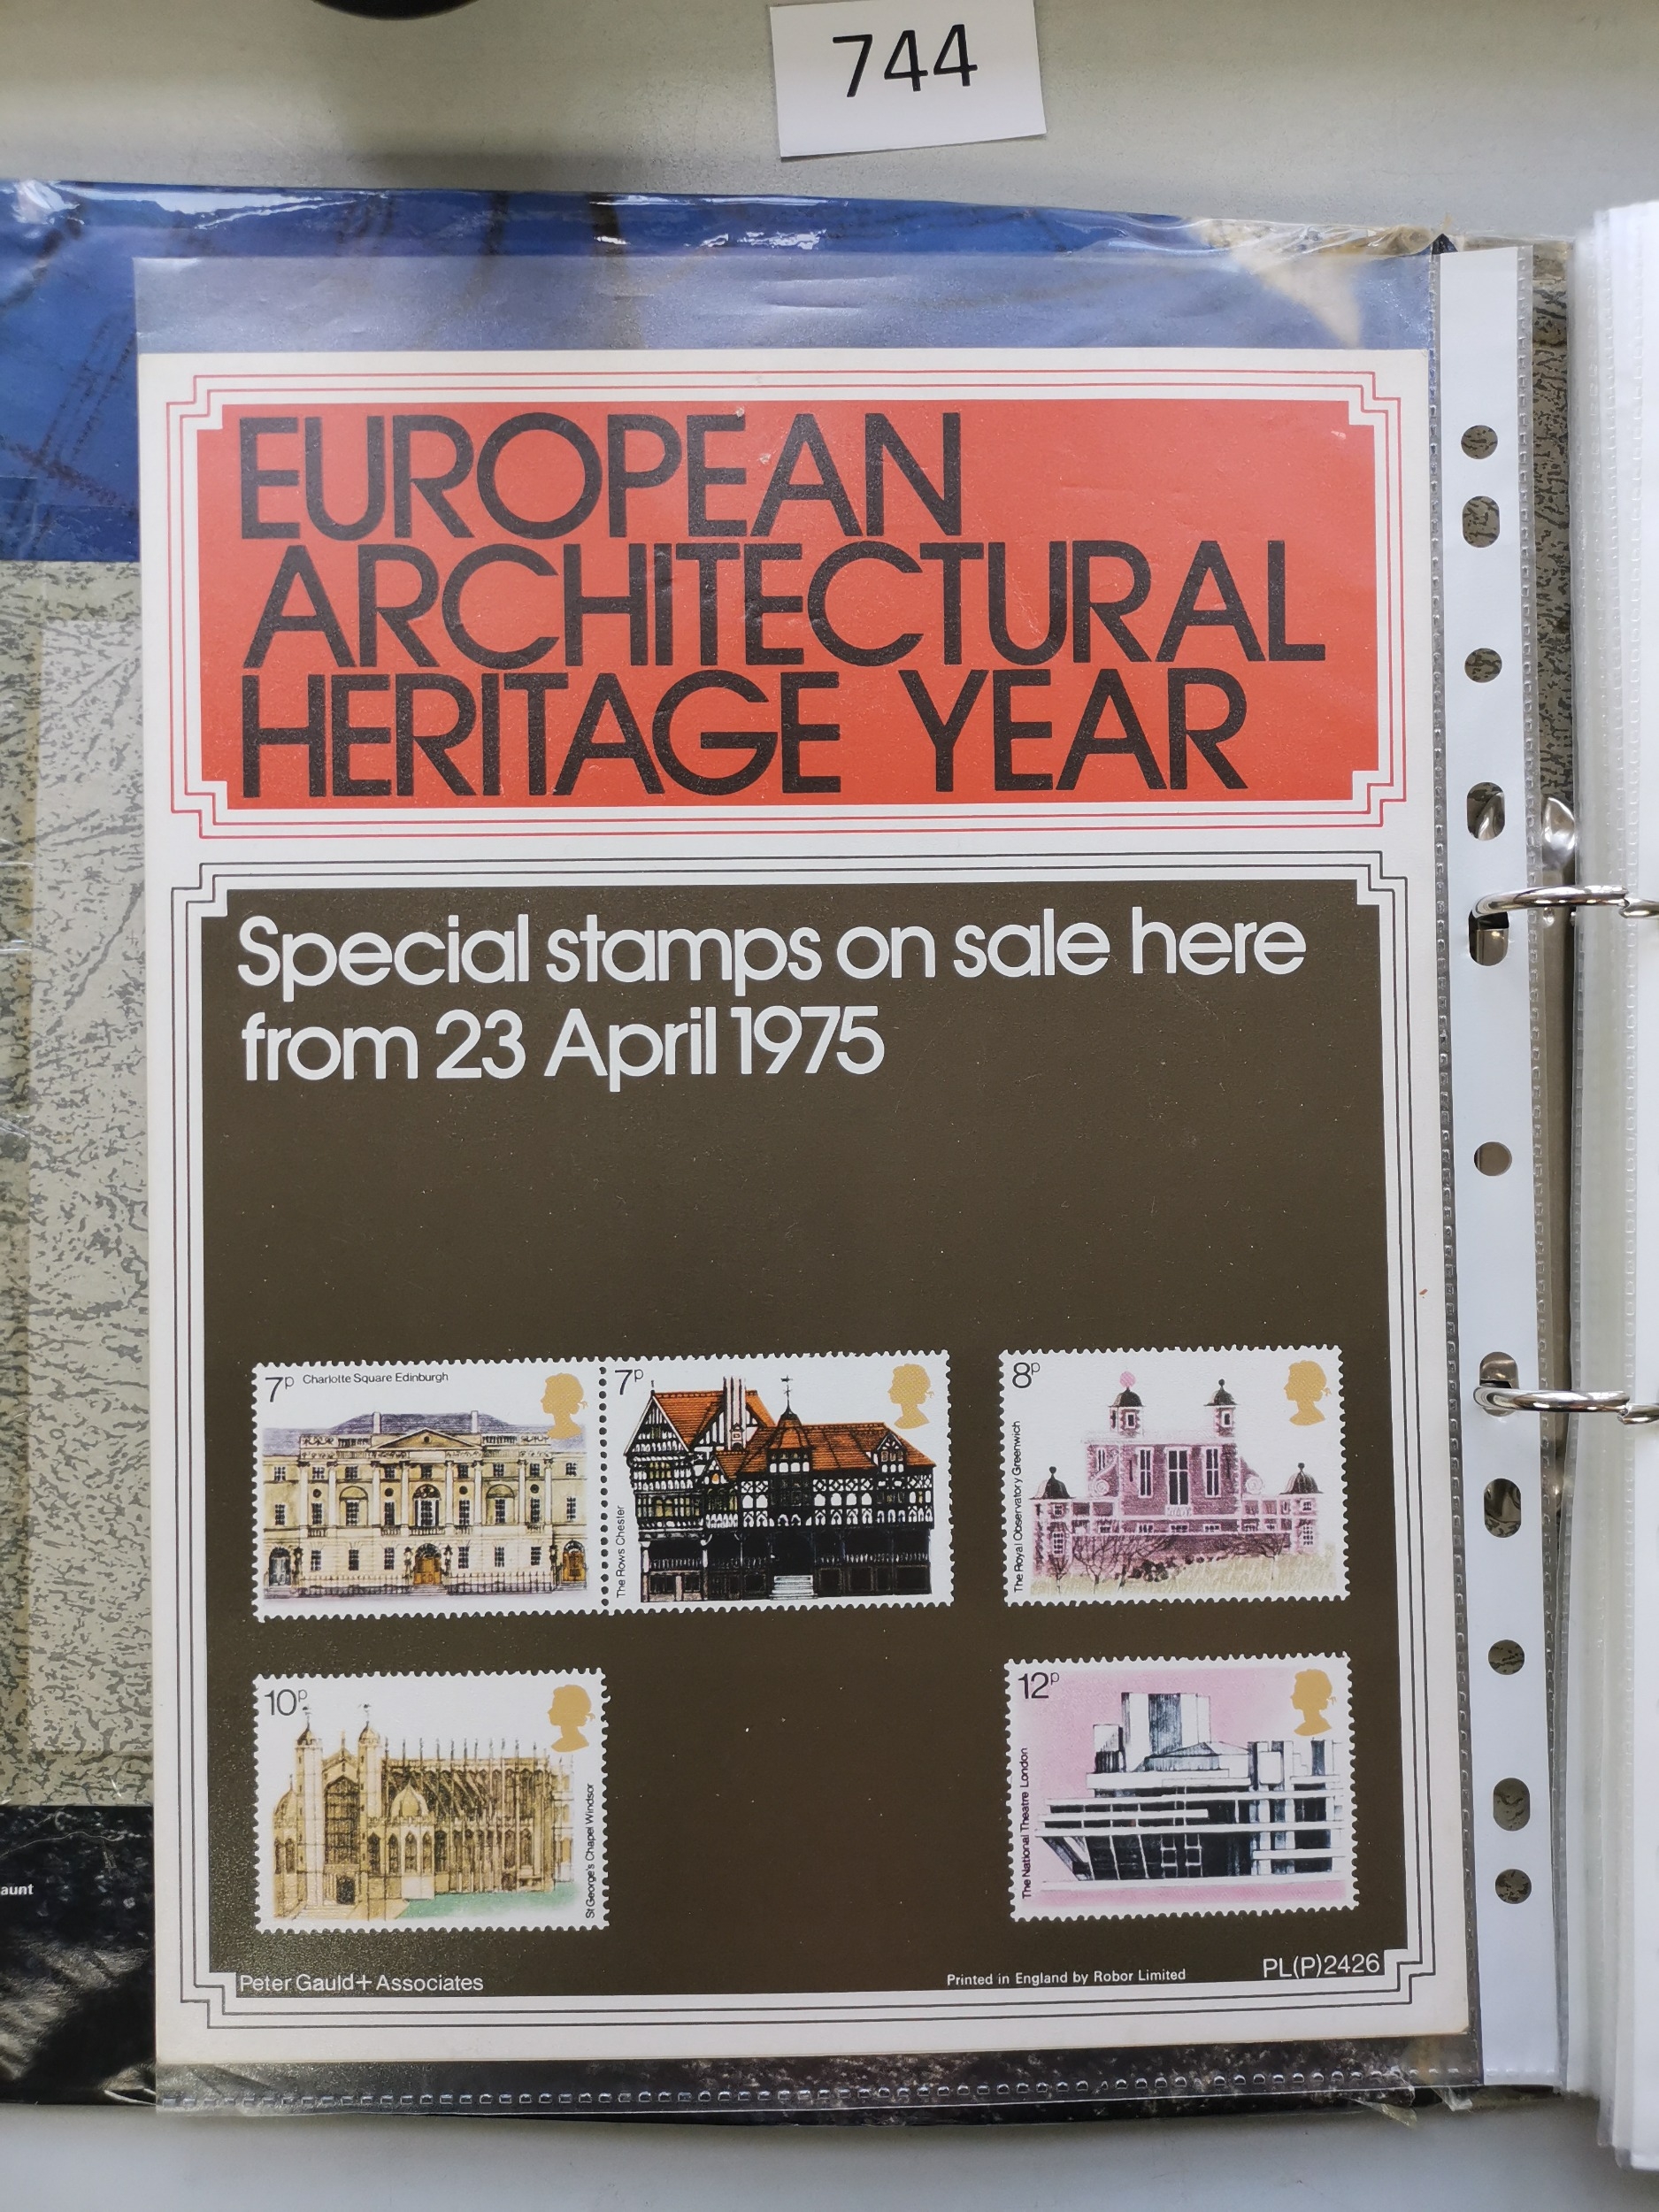 744
EUROPEAN
ARCHITECTURAL
HERITAGE YEAR
Special stamps on sale here
from 23 April 1975
7P Charlotte Square Edinburgh
7P
The Rows Chester
8P
The Royal Observatory Greenwich
10P
St George's Chapel Windsor
12P
The National Theatre London
aunt
Peter Gauld+Associates
Printed in England by Robor Limited
PL(P)2426